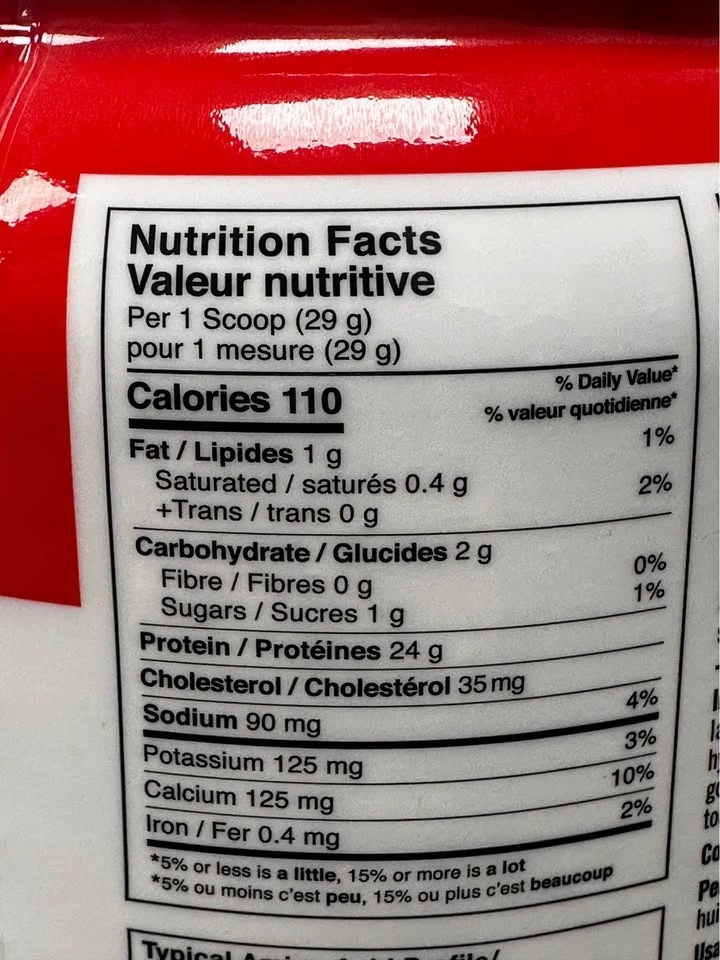 Nutrition Facts
Valeur nutritive
Per 1 Scoop (29 g)
pour 1 mesure (29 g)
Calories 110
% Daily Value*
% valeur quotidienne*
Fat / Lipides 1 g 1%
Saturated / saturés 0.4 g 2%
+Trans / trans 0 g
Carbohydrate / Glucides 2 g
Fibre / Fibres 0 g 0%
Sugars / Sucres 1 g 1%
Protein / Protéines 24 g
Cholesterol / Cholestérol 35 mg
Sodium 90 mg 4%
Potassium 125 mg 3%
Calcium 125 mg 10%
Iron / Fer 0.4 mg 2%
*5% or less is a little, 15% or more is a lot
*5% ou moins c'est peu, 15% ou plus c'est beaucoup
Typical